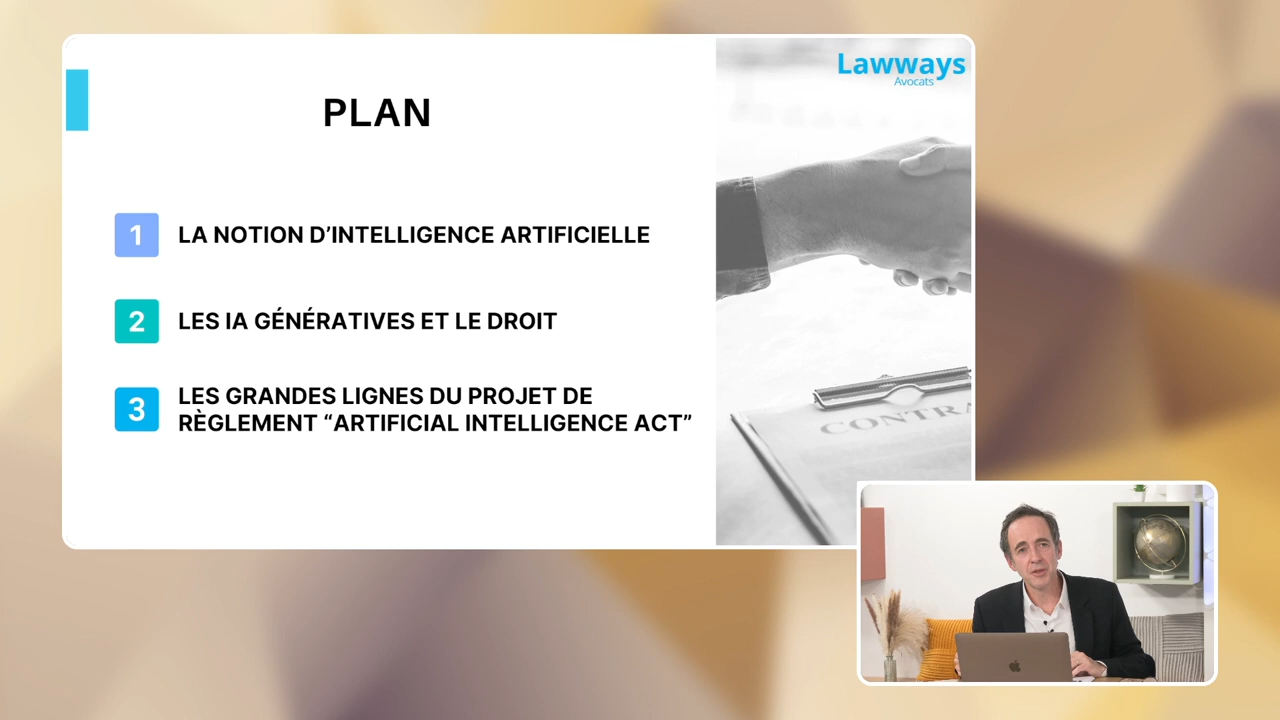 Lawways
Avocats
PLAN
1 LA NOTION D’INTELLIGENCE ARTIFICIELLE
2 LES IA GÉNÉRATIVES ET LE DROIT
3 LES GRANDES LIGNES DU PROJET DE
RÈGLEMENT “ARTIFICIAL INTELLIGENCE ACT”
CONTRA